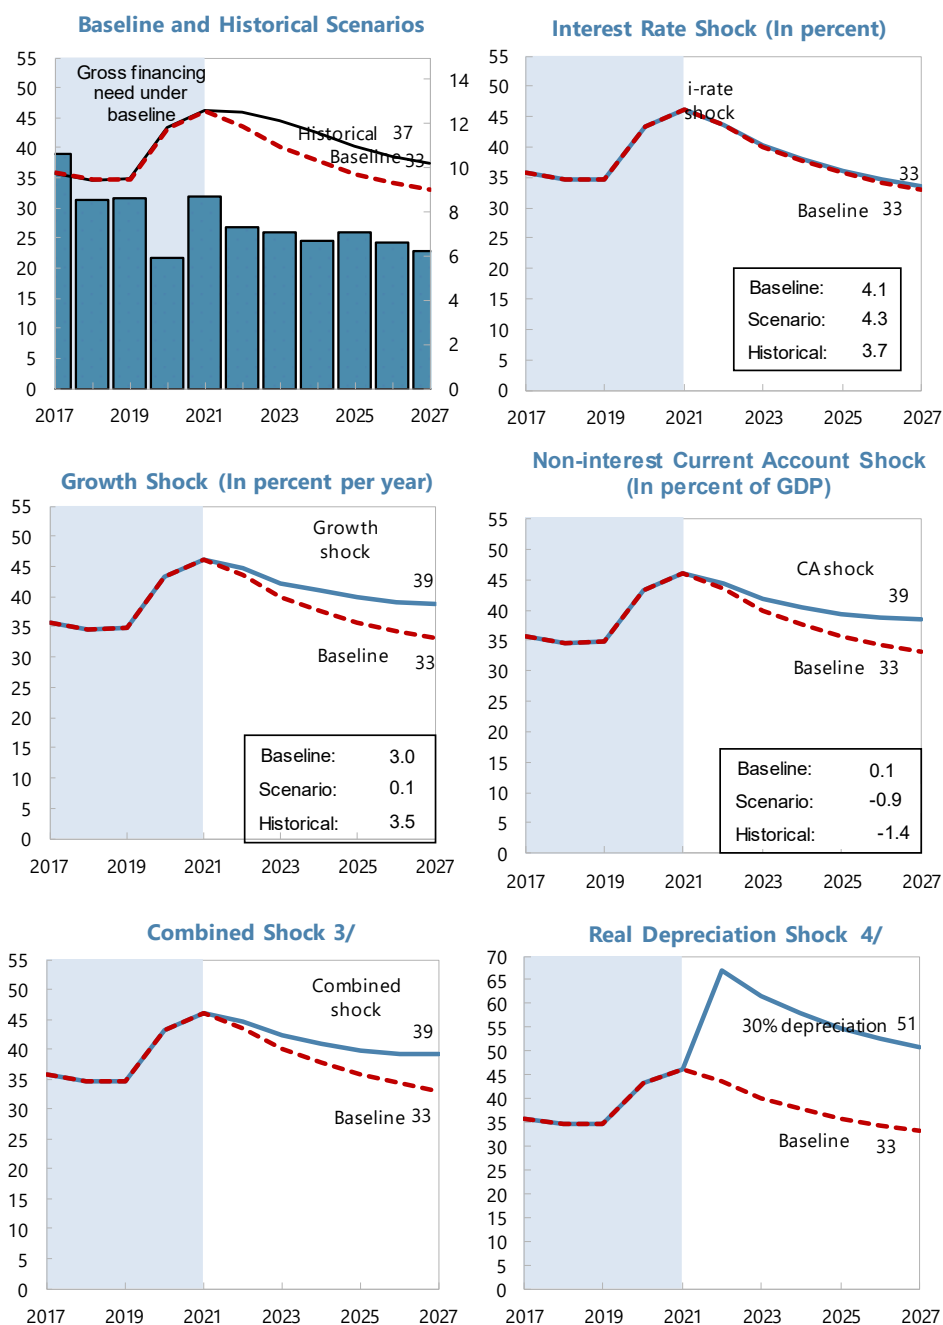 Baseline and Historical Scenarios
55
50
45
40
35
30
25
20
15
10
5
0
14
12
10
8
6
4
2
0
Gross financing
need under
baseline
Historical 37
Baseline 33
2017 2019 2021 2023 2025 2027
Interest Rate Shock (In percent)
55
50
45
40
35
30
25
20
15
10
5
0
i-rate
shock
33
Baseline 33
Baseline: 4.1
Scenario: 4.3
Historical: 3.7
2017 2019 2021 2023 2025 2027
Growth Shock (In percent per year)
55
50
45
40
35
30
25
20
15
10
5
0
Growth
shock
39
Baseline
33
Baseline: 3.0
Scenario: 0.1
Historical: 3.5
2017 2019 2021 2023 2025 2027
Non-interest Current Account Shock
(In percent of GDP)
55
50
45
40
35
30
25
20
15
10
5
0
CA shock
39
Baseline 33
Baseline: 0.1
Scenario: -0.9
Historical: -1.4
2017 2019 2021 2023 2025 2027
Combined Shock 3/
55
50
45
40
35
30
25
20
15
10
5
0
Combined
shock
39
Baseline 33
2017 2019 2021 2023 2025 2027
Real Depreciation Shock 4/
70
65
60
55
50
45
40
35
30
25
20
15
10
5
0
30% depreciation 51
Baseline
33
2017 2019 2021 2023 2025 2027